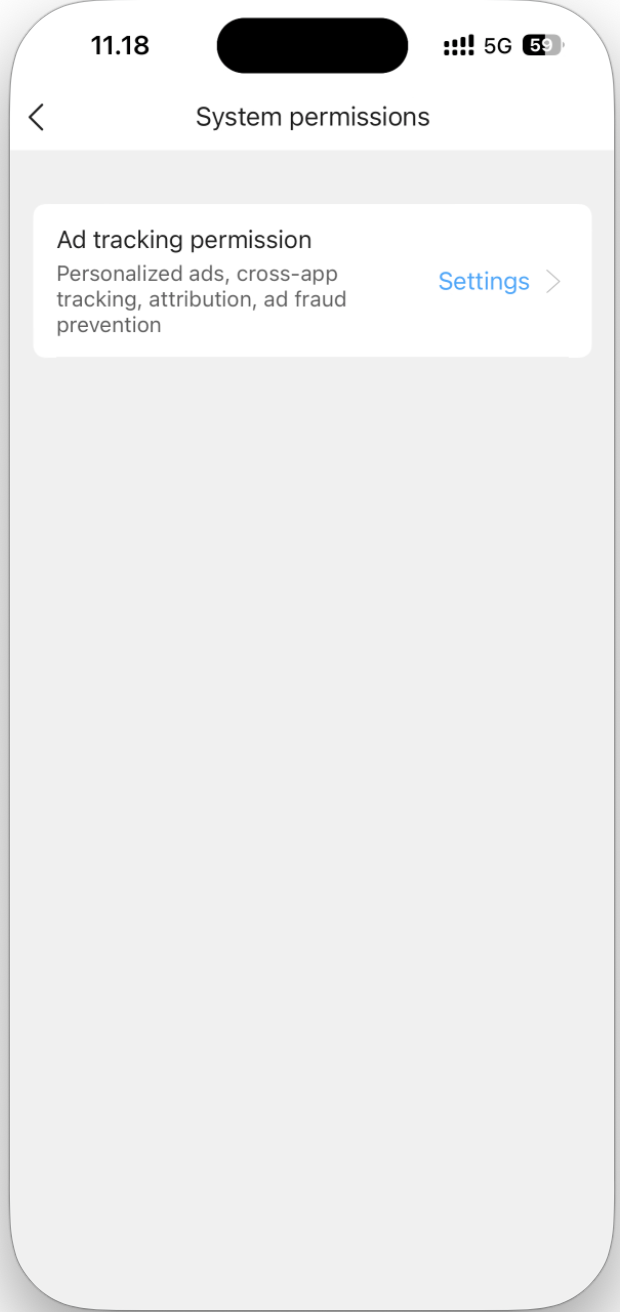 11.18
5G
59
System permissions
Ad tracking permission
Personalized ads, cross-app
tracking, attribution, ad fraud
prevention
Settings